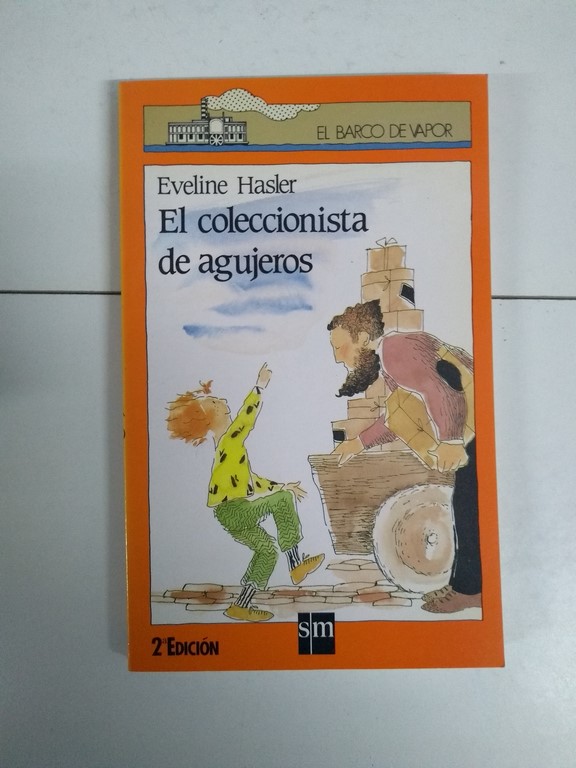 EL BARCO DE VAPOR
Eveline Hasler
El coleccionista
de agujeros
2ª EDICIÓN
sm